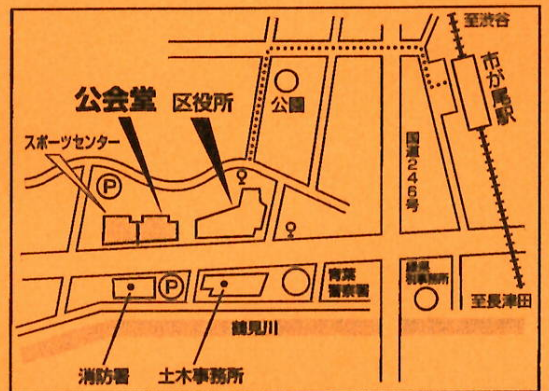 至渋谷
市が尾駅
公会堂 区役所
公園
スポーツセンター
P
国道246号
青葉
警察署
P
至長津田
鶴見川
消防署 土木事務所